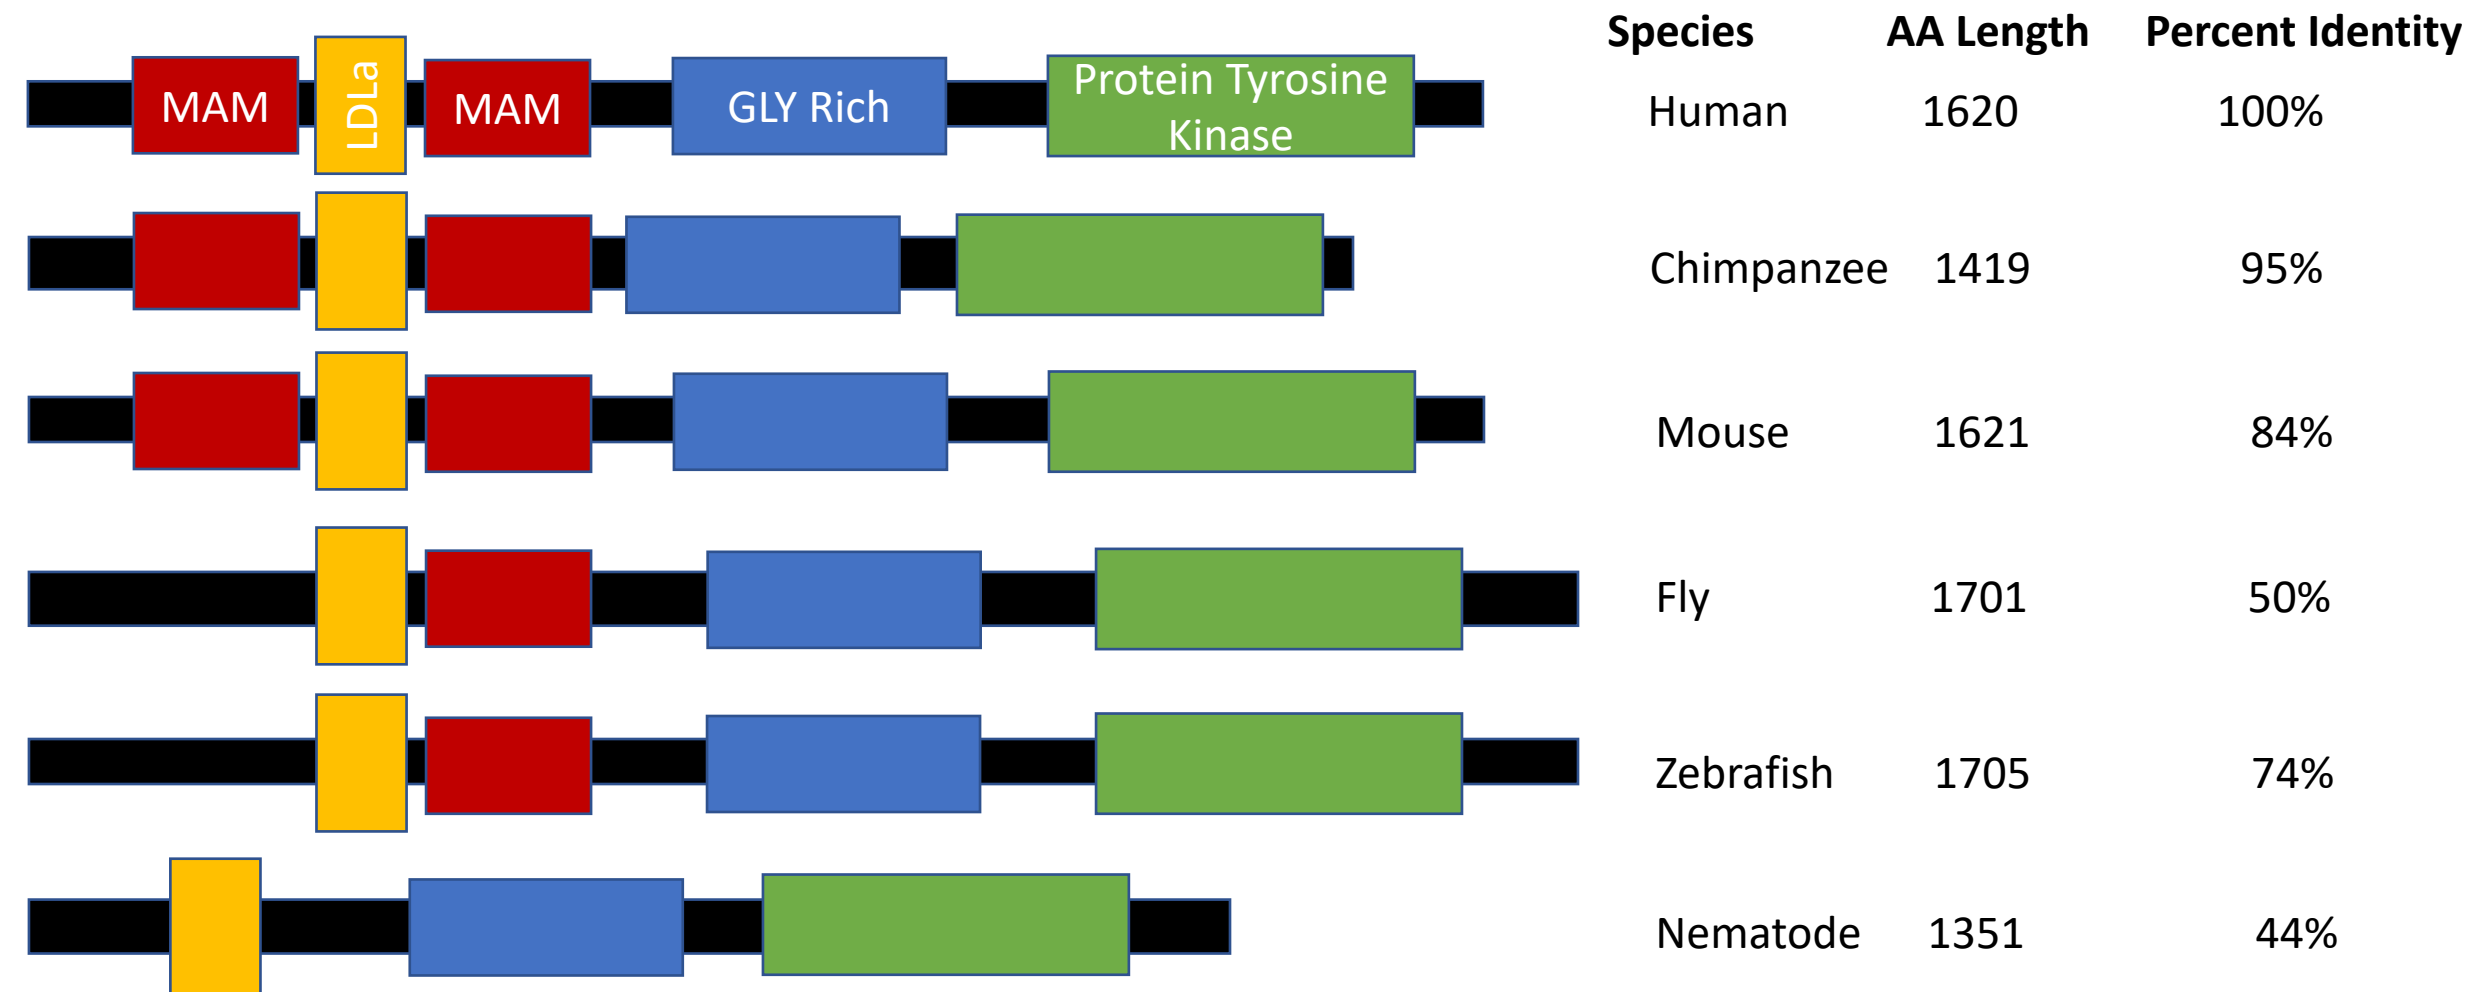 Species AA Length Percent Identity
MAM LDLa MAM GLY Rich Protein Tyrosine
Kinase
Human 1620 100%
Chimpanzee 1419 95%
Mouse 1621 84%
Fly 1701 50%
Zebrafish 1705 74%
Nematode 1351 44%